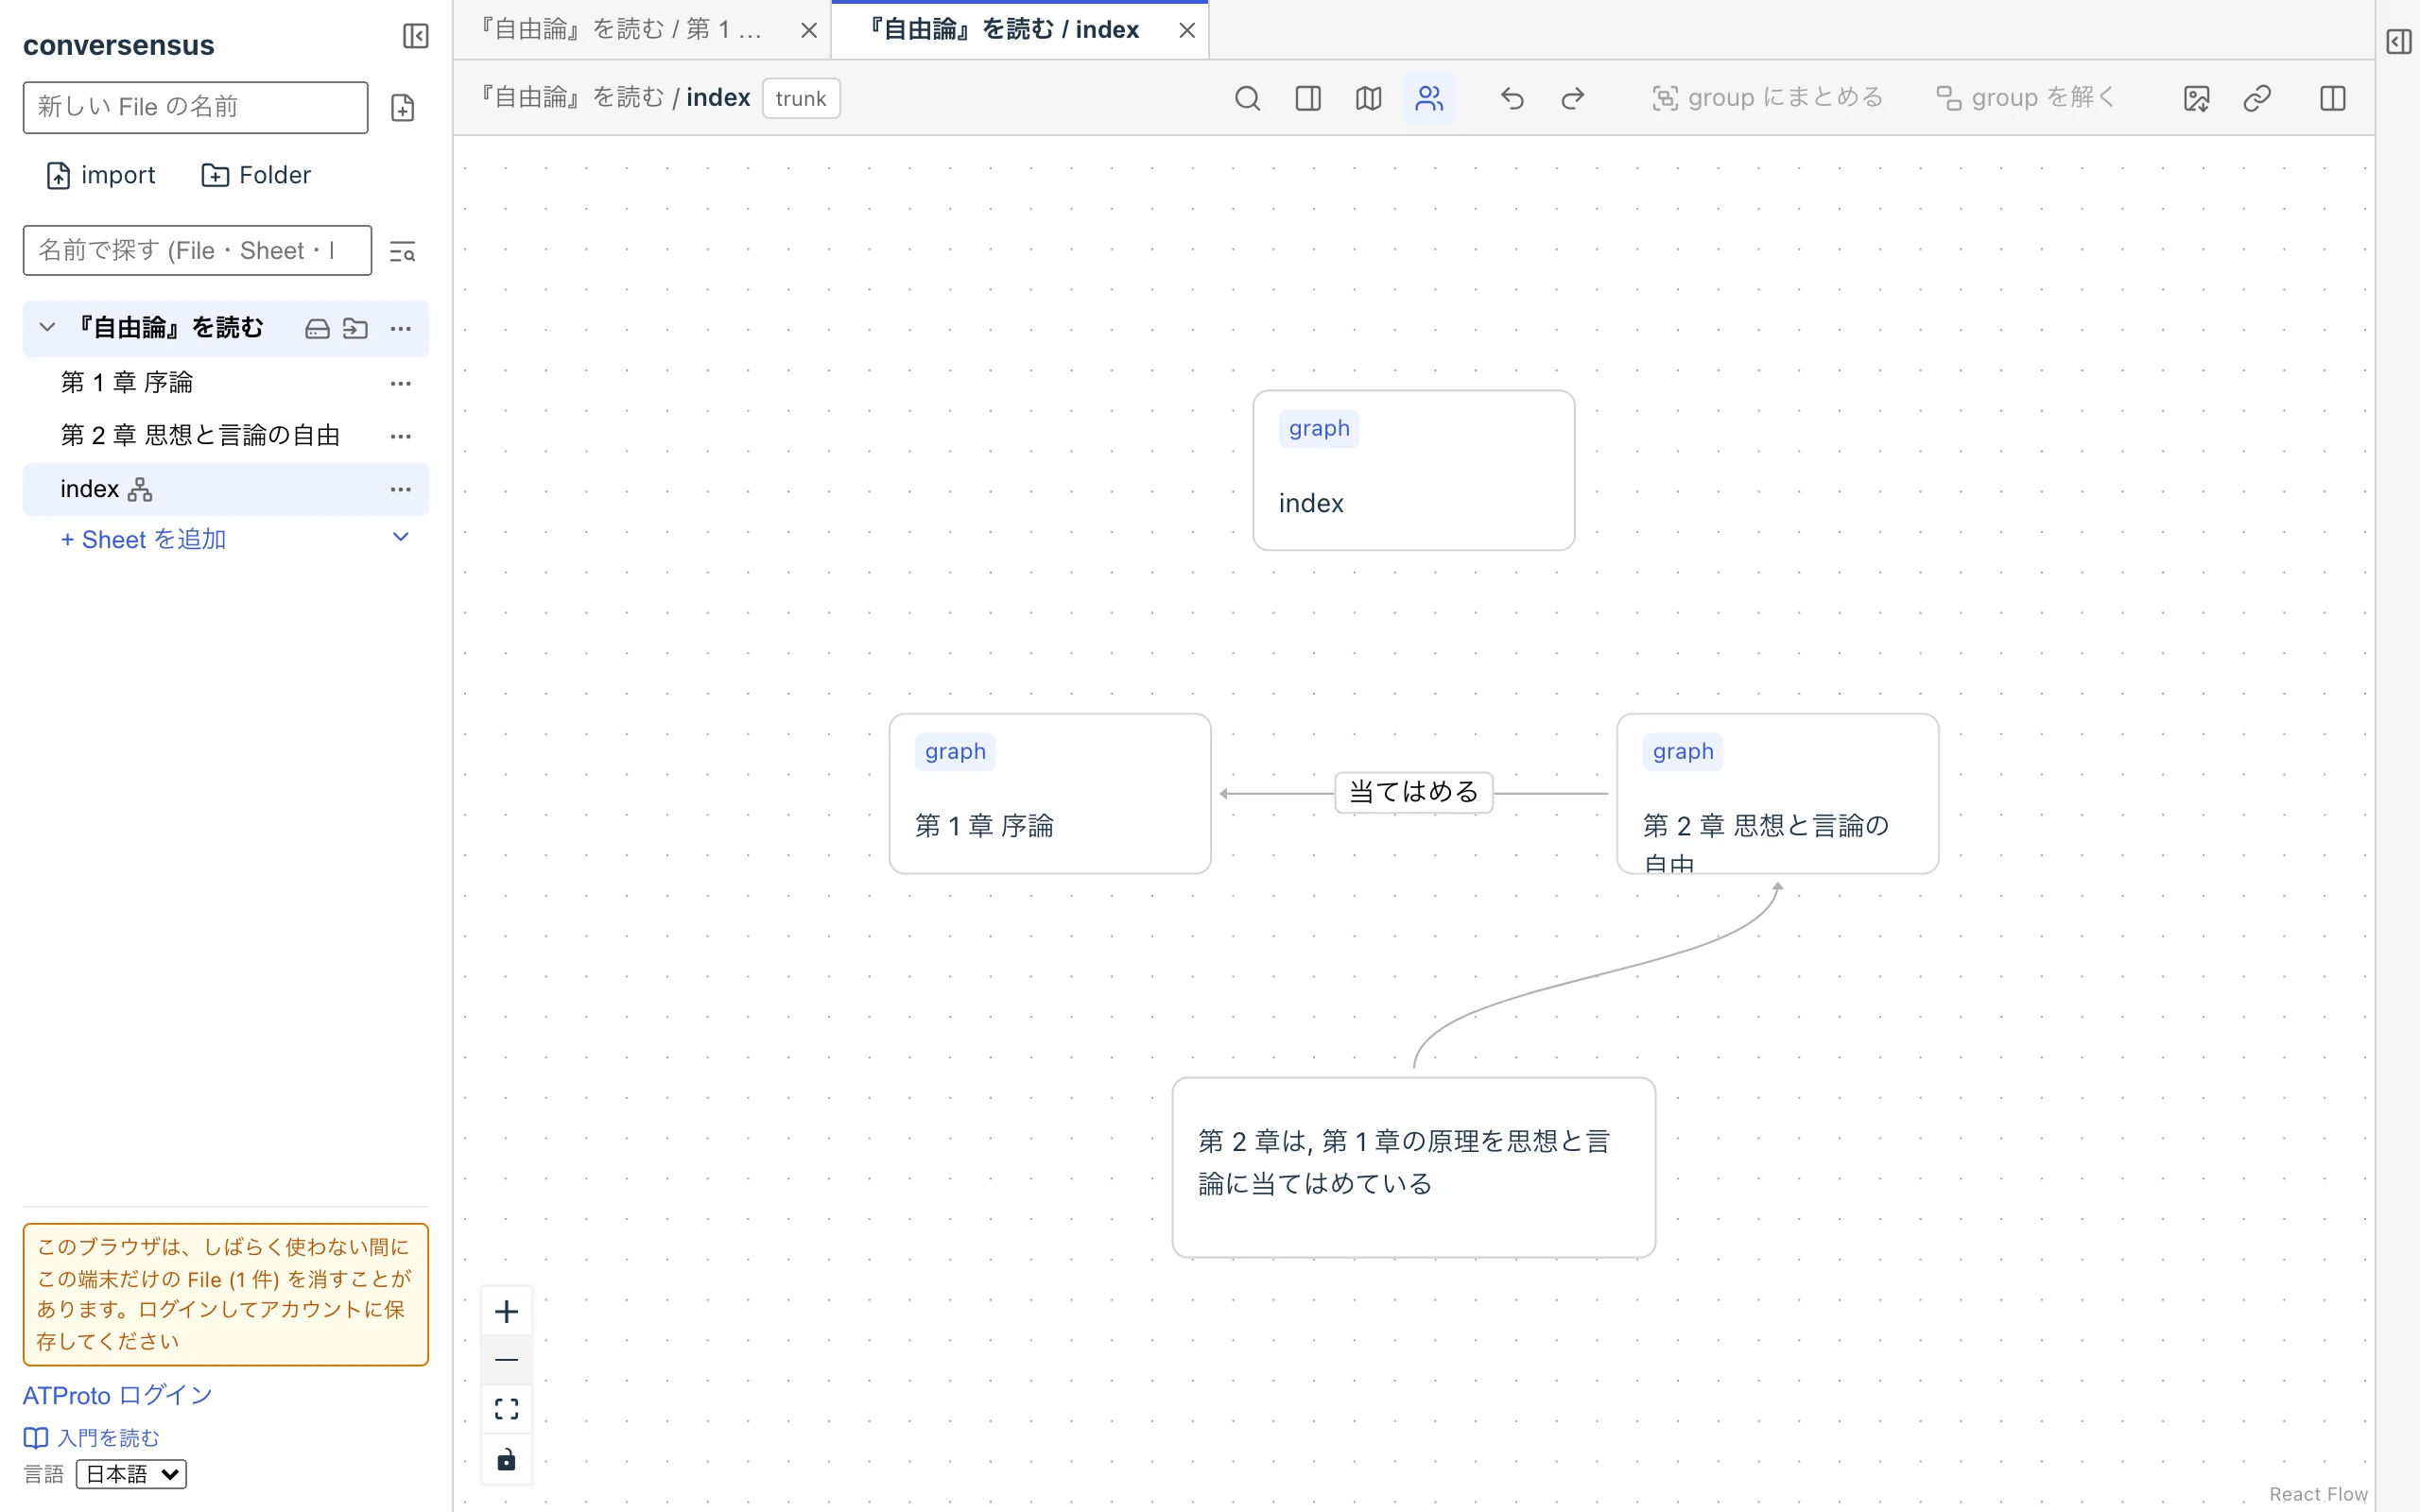 conversensus
新しい File の名前
import
Folder
名前で探す (File・Sheet・
『自由論』を読む
第 1 章 序論
第 2 章 思想と言論の自由
index
+ Sheet を追加
このブラウザは、しばらく使わない間に
この端末だけの File (1 件) を消すことが
あります。ログインしてアカウントに保
存してください
ATProto ログイン
入門を読む
言語 日本語
『自由論』を読む / 第 1 ...
『自由論』を読む / index
『自由論』を読む / index trunk
group にまとめる
group を解く
graph
index
graph
第 1 章 序論
当てはめる
graph
第 2 章 思想と言論の
自由
第 2 章は, 第 1 章の原理を思想と言
論に当てはめている
React Flow